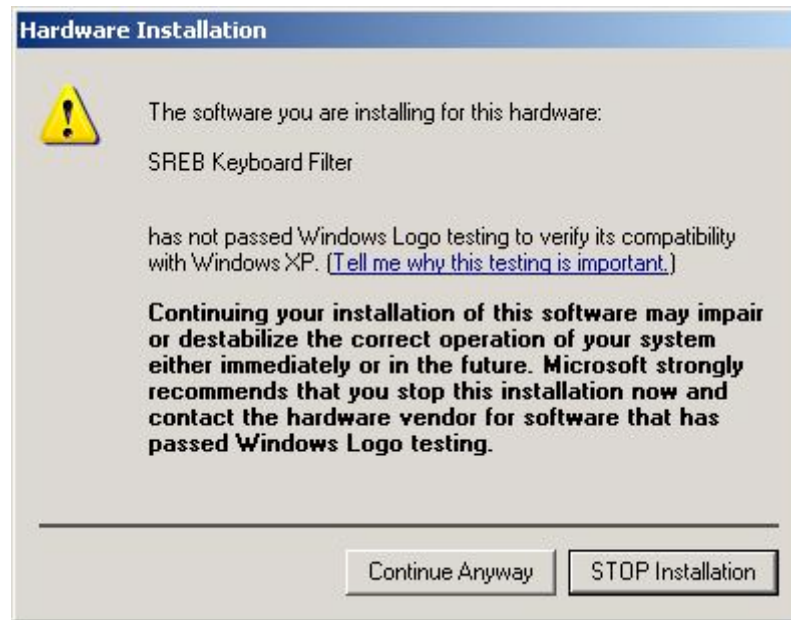 Hardware Installation
The software you are installing for this hardware:
SREB Keyboard Filter
has not passed Windows Logo testing to verify its compatibility
with Windows XP. (Tell me why this testing is important.)
Continuing your installation of this software may impair
or destabilize the correct operation of your system
either immediately or in the future. Microsoft strongly
recommends that you stop this installation now and
contact the hardware vendor for software that has
passed Windows Logo testing.
Continue Anyway
STOP Installation